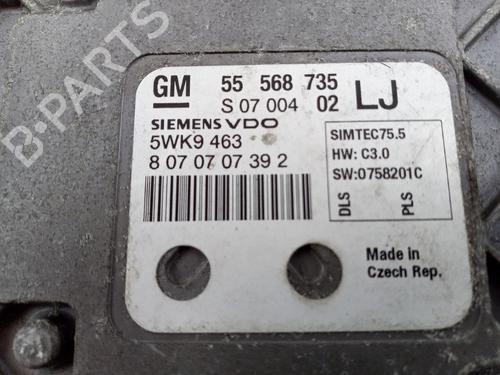 B-PARTS
GM 55 568 735
S 07 004 02 LJ
SIEMENS VDO
5WK9 463
8 07 07 07 39 2
SIMTEC75.5
HW: C3.0
SW:0758201C
DLS
PLS
Made in
Czech Rep.